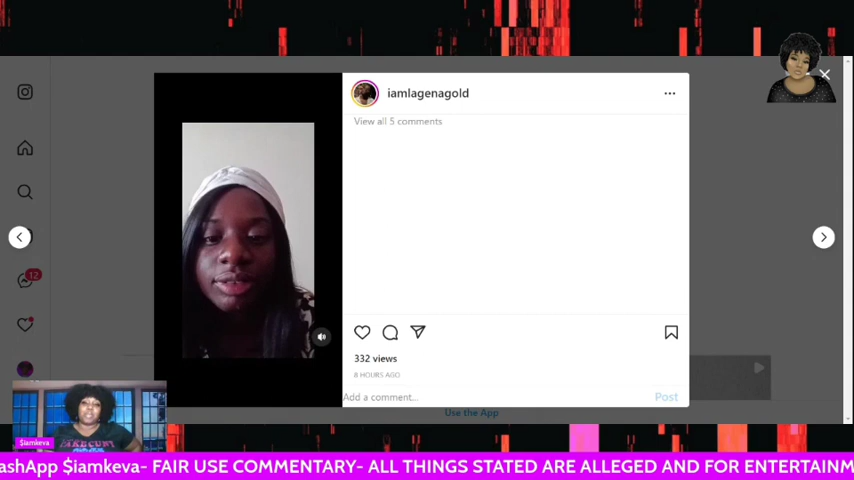 iamlagenagold
View all 5 comments
12
332 views
8 HOURS AGO
Add a comment...
Post
Use the App
$iamkeva
ashApp $iamkeva- FAIR USE COMMENTARY- ALL THINGS STATED ARE ALLEGED AND FOR ENTERTAINM